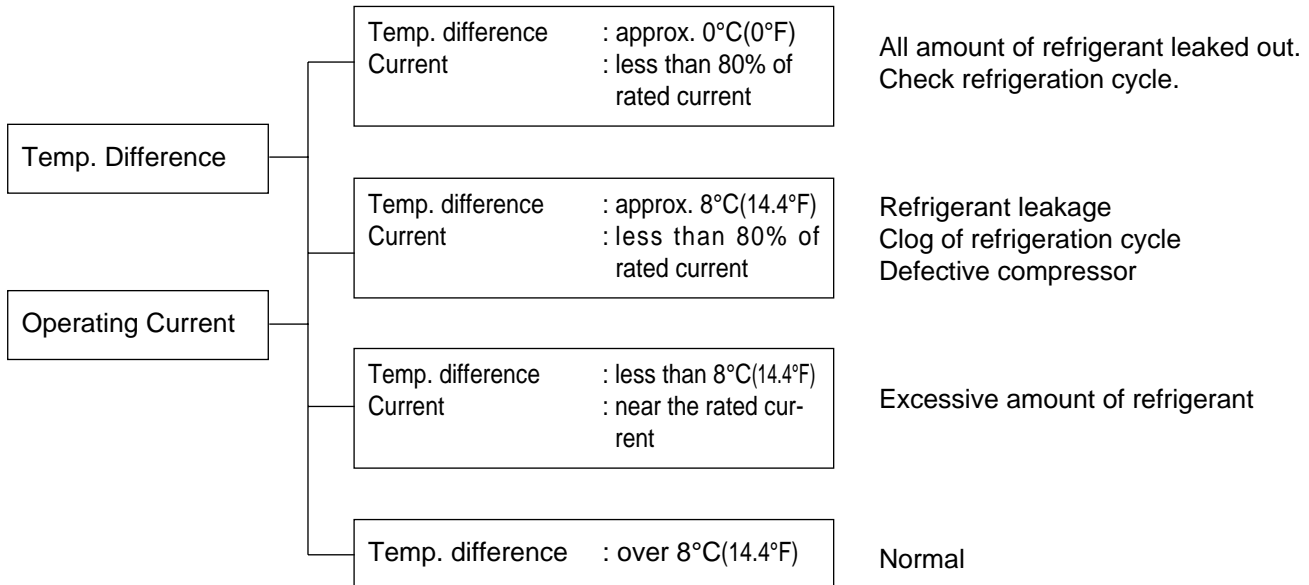 Temp. Difference
Operating Current
Temp. difference : approx. 0°C(0°F)
Current : less than 80% of
rated current
All amount of refrigerant leaked out.
Check refrigeration cycle.
Temp. difference : approx. 8°C(14.4°F)
Current : less than 80% of
rated current
Refrigerant leakage
Clog of refrigeration cycle
Defective compressor
Temp. difference : less than 8°C(14.4°F)
Current : near the rated cur-
rent
Excessive amount of refrigerant
Temp. difference : over 8°C(14.4°F)
Normal